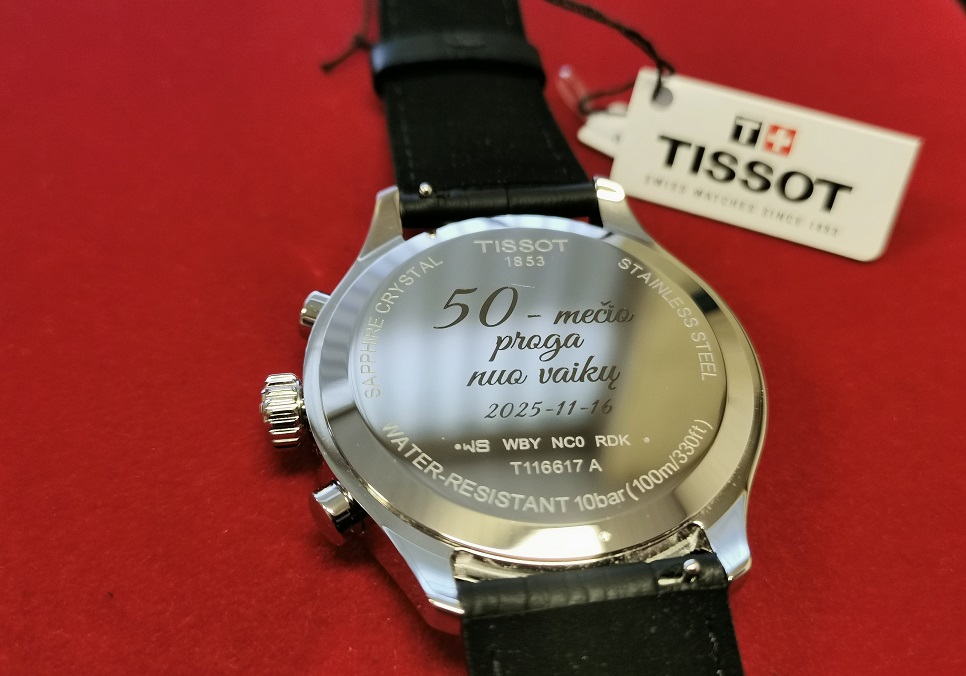 T+
TISSOT
SWISS WATCHES SINCE 1853
TISSOT
1853
SAPPHIRE CRYSTAL
STAINLESS STEEL
50 - mečio
proga
nuo vaikų
2025-11-16
WBY NC0 RDK
T116617 A
WATER-RESISTANT 10bar (100m/330ft)